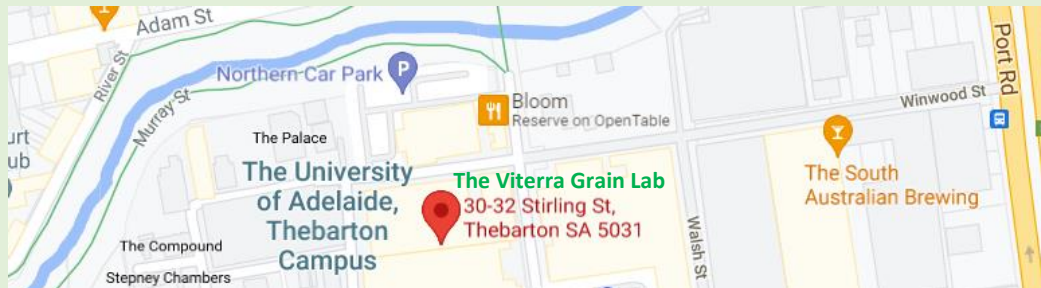 Adam St
River St
Murray St
Northern Car Park
P
Bloom
Reserve on OpenTable
Winwood St
Port Rd
The Palace
The South
Australian Brewing
urt
ub
The University
of Adelaide,
Thebarton
Campus
The Viterra Grain Lab
30-32 Stirling St,
Thebarton SA 5031
Walsh St
The Compound
Stepney Chambers